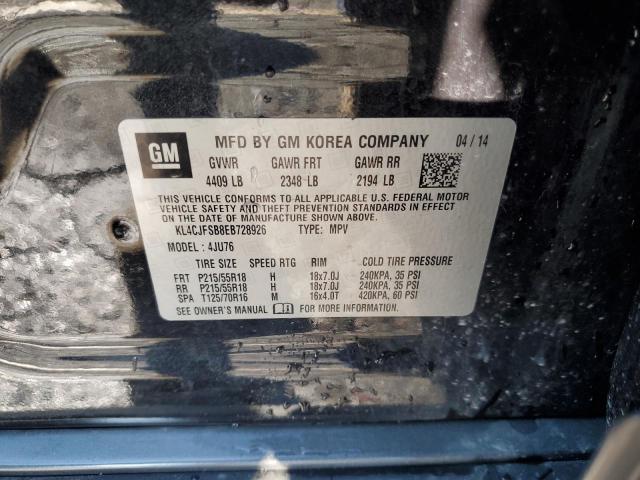 GM
MFD BY GM KOREA COMPANY 04 / 14
GVWR GAWR FRT GAWR RR
4409 LB 2348 LB 2194 LB
THIS VEHICLE CONFORMS TO ALL APPLICABLE U.S. FEDERAL MOTOR
VEHICLE SAFETY AND THEFT PREVENTION STANDARDS IN EFFECT ON
THE DATE OF MANUFACTURE SHOWN ABOVE.
KL4CJFSB8EB728926 TYPE: MPV
MODEL : 4JU76
TIRE SIZE SPEED RTG RIM COLD TIRE PRESSURE
FRT P215/55R18 H 18x7.0J 240KPA, 35 PSI
RR P215/55R18 H 18x7.0J 240KPA, 35 PSI
SPA T125/70R16 M 16x4.0T 420KPA, 60 PSI
SEE OWNER'S MANUAL FOR MORE INFORMATION.